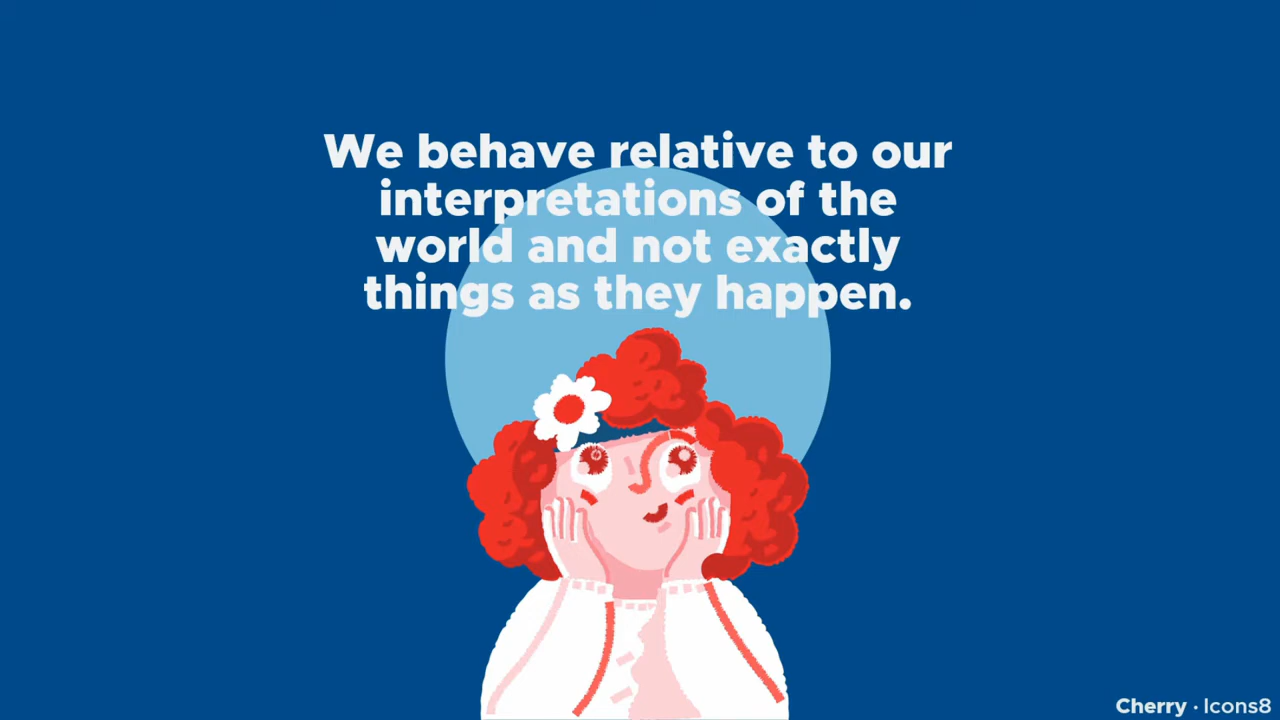 We behave relative to our
interpretations of the
world and not exactly
things as they happen.
Cherry · Icons8